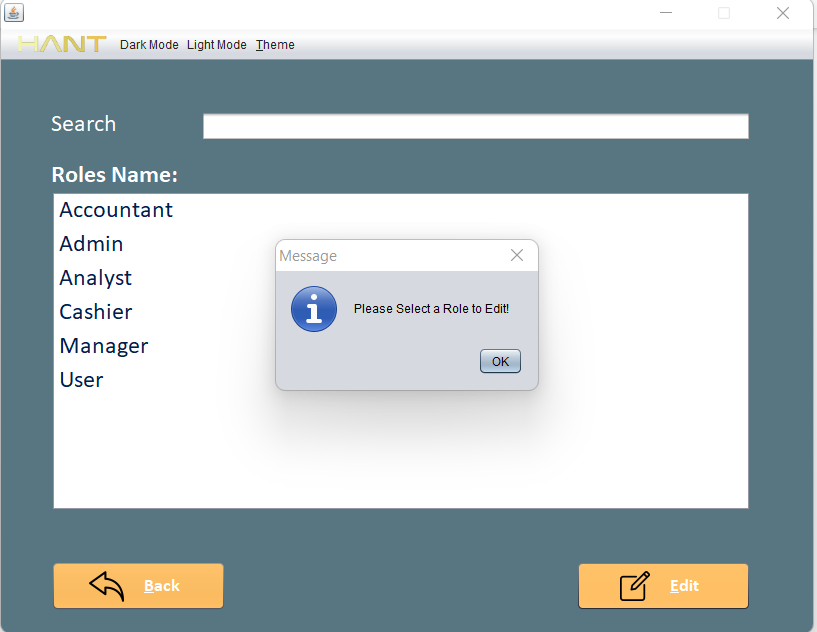 HANT Dark Mode Light Mode Theme
Search
Roles Name:
Accountant
Admin
Analyst
Cashier
Manager
User
Message
Please Select a Role to Edit!
OK
Back
Edit